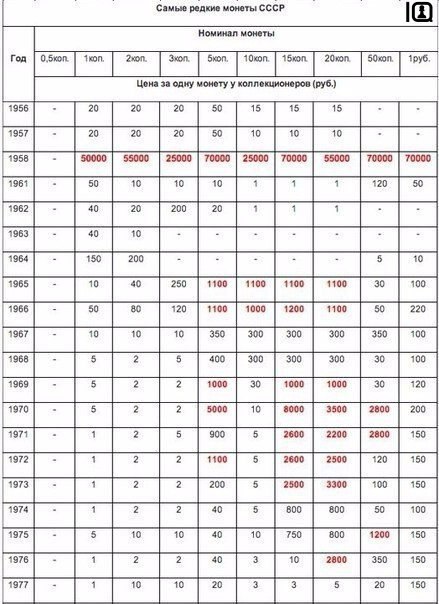 Самые редкие монеты СССР
Номинал монеты
Год 0,5коп. 1коп. 2коп. 3коп. 5коп. 10коп. 15коп. 20коп. 50коп. 1руб.
Цена за одну монету у коллекционеров (руб.)
1956 - 20 20 20 50 15 15 15 - -
1957 - 20 20 20 50 10 10 10 - -
1958 - 50000 55000 25000 70000 25000 70000 55000 70000 70000
1961 - 50 10 10 10 1 1 1 120 50
1962 - 40 20 200 20 1 1 1 - -
1963 - 40 10 - - - - - - -
1964 - 150 200 - - - - - 5 10
1965 - 10 40 250 1100 1100 1100 1100 30 100
1966 - 50 80 120 1100 1000 1200 1100 50 220
1967 - 10 10 10 350 300 300 300 350 100
1968 - 5 2 5 400 300 300 300 30 100
1969 - 5 2 2 1000 30 1000 1000 30 120
1970 - 5 2 2 5000 10 8000 3500 2800 200
1971 - 1 2 5 900 5 2600 2200 2800 150
1972 - 1 2 2 1100 5 2600 2500 120 150
1973 - 1 2 2 200 5 2500 3300 100 150
1974 - 1 2 2 40 5 800 800 50 100
1975 - 5 10 10 40 10 750 800 1200 150
1976 - 1 2 2 40 3 10 2800 350 150
1977 - 1 10 10 20 3 3 5 20 150